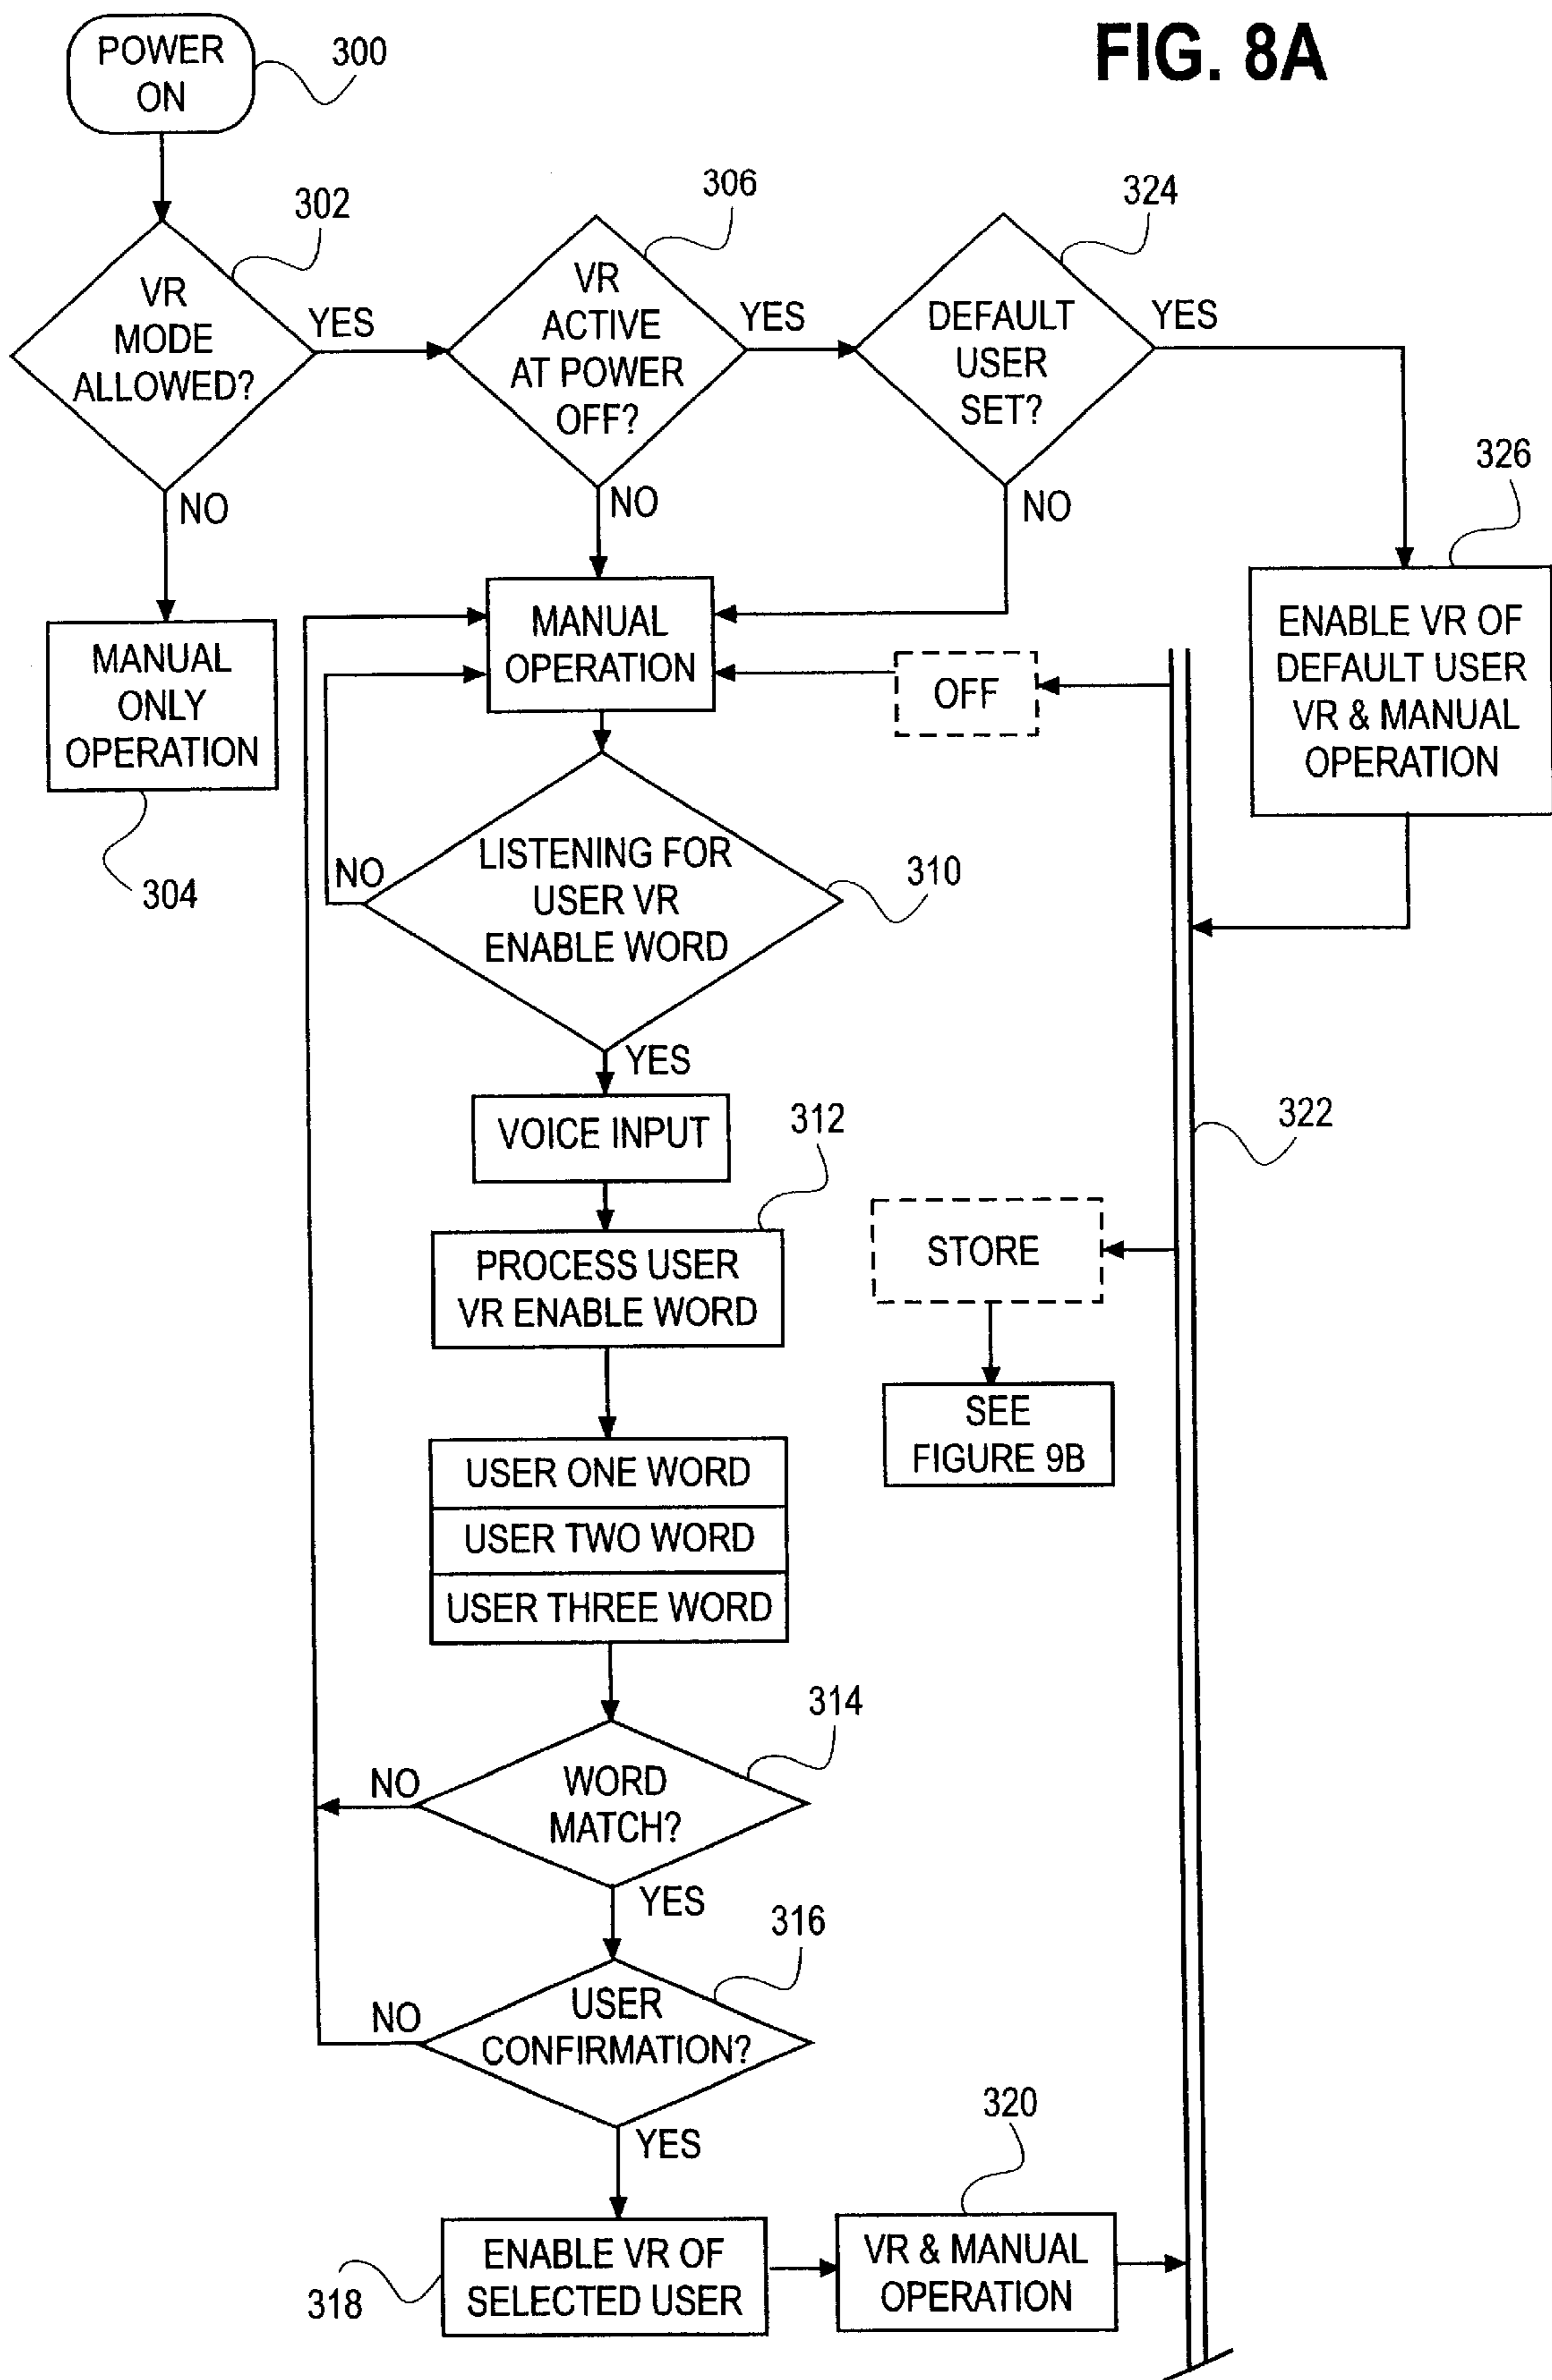 FIG. 8A
POWER
ON
300
302
VR
MODE
ALLOWED?
YES
NO
MANUAL
ONLY
OPERATION
304
306
VR
ACTIVE
AT POWER
OFF?
YES
NO
324
DEFAULT
USER
SET?
YES
NO
326
ENABLE VR OF
DEFAULT USER
VR & MANUAL
OPERATION
MANUAL
OPERATION
OFF
LISTENING FOR
USER VR
ENABLE WORD
310
NO
YES
VOICE INPUT
312
PROCESS USER
VR ENABLE WORD
322
STORE
SEE
FIGURE 9B
USER ONE WORD
USER TWO WORD
USER THREE WORD
314
WORD
MATCH?
NO
YES
316
USER
CONFIRMATION?
NO
YES
318
ENABLE VR OF
SELECTED USER
320
VR & MANUAL
OPERATION